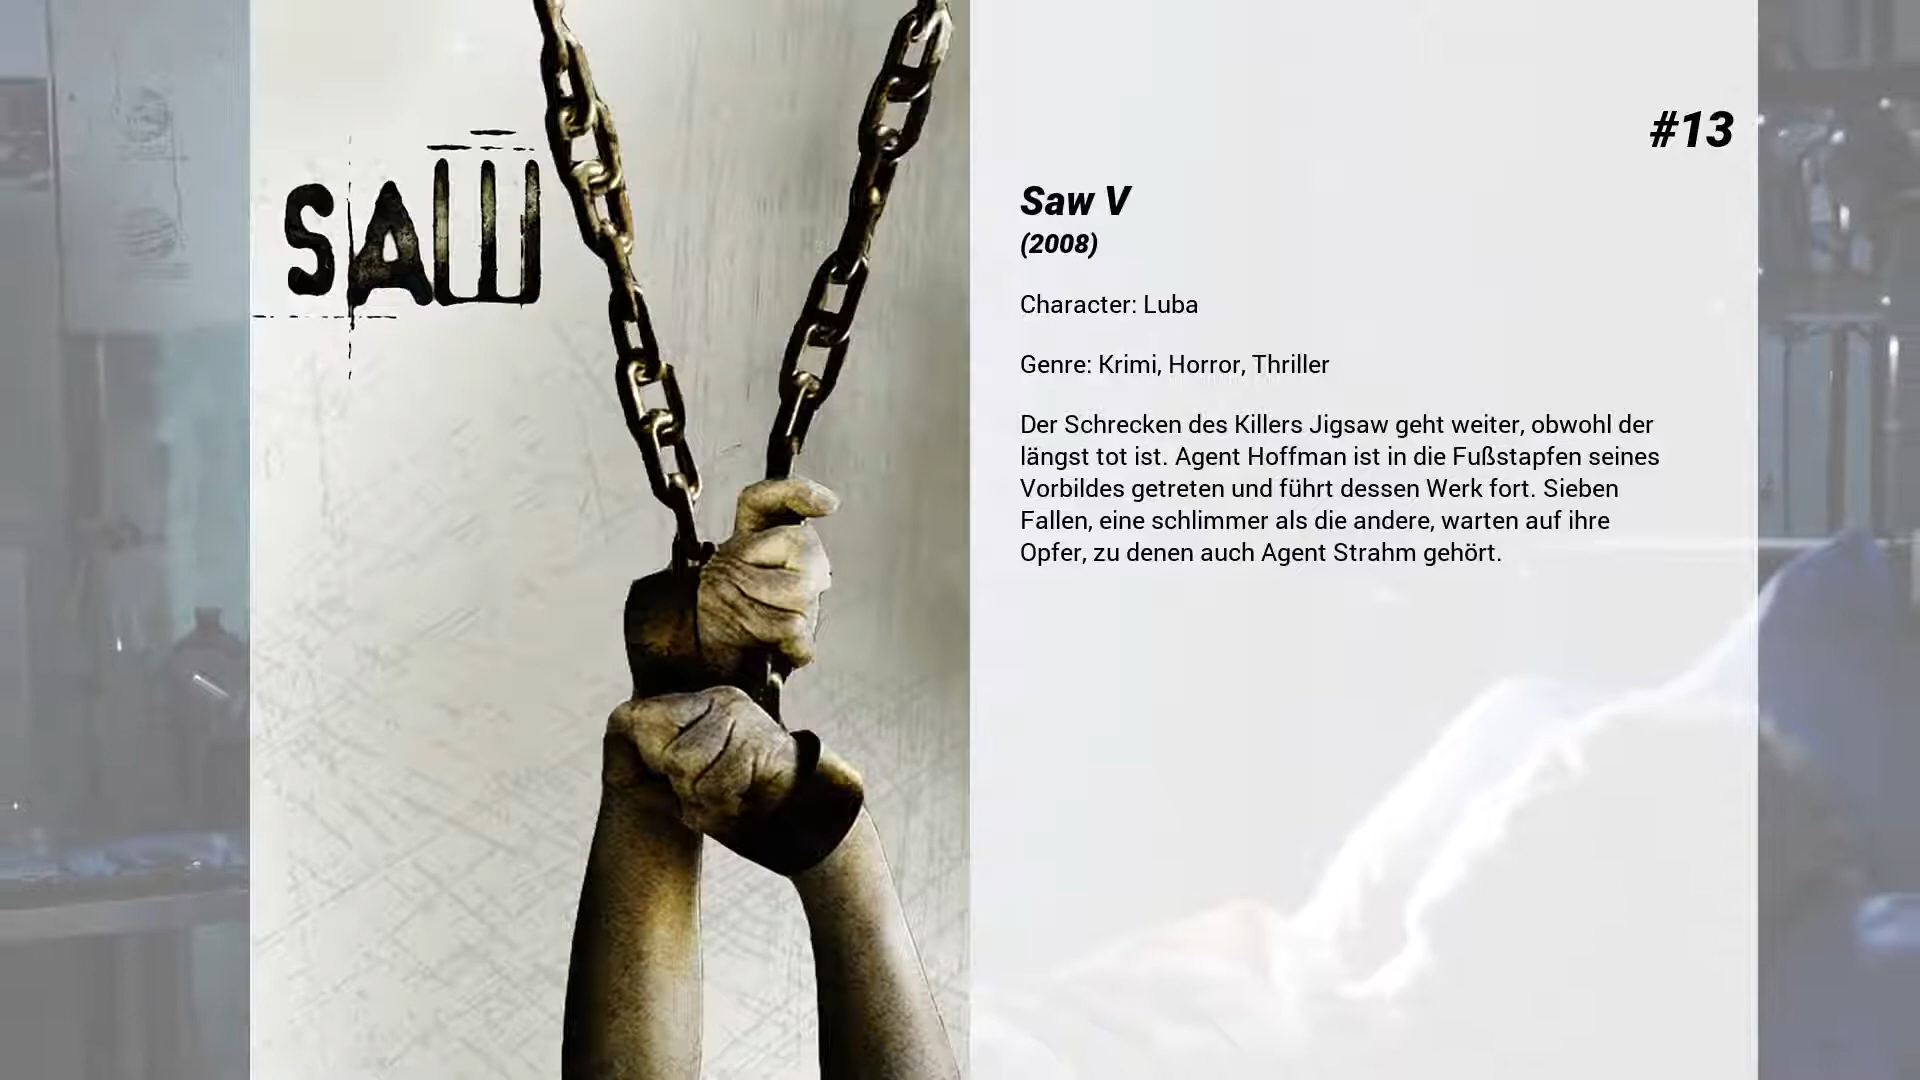 SAW
#13
Saw V
(2008)
Character: Luba
Genre: Krimi, Horror, Thriller
Der Schrecken des Killers Jigsaw geht weiter, obwohl der
längst tot ist. Agent Hoffman ist in die Fußstapfen seines
Vorbildes getreten und führt dessen Werk fort. Sieben
Fallen, eine schlimmer als die andere, warten auf ihre
Opfer, zu denen auch Agent Strahm gehört.